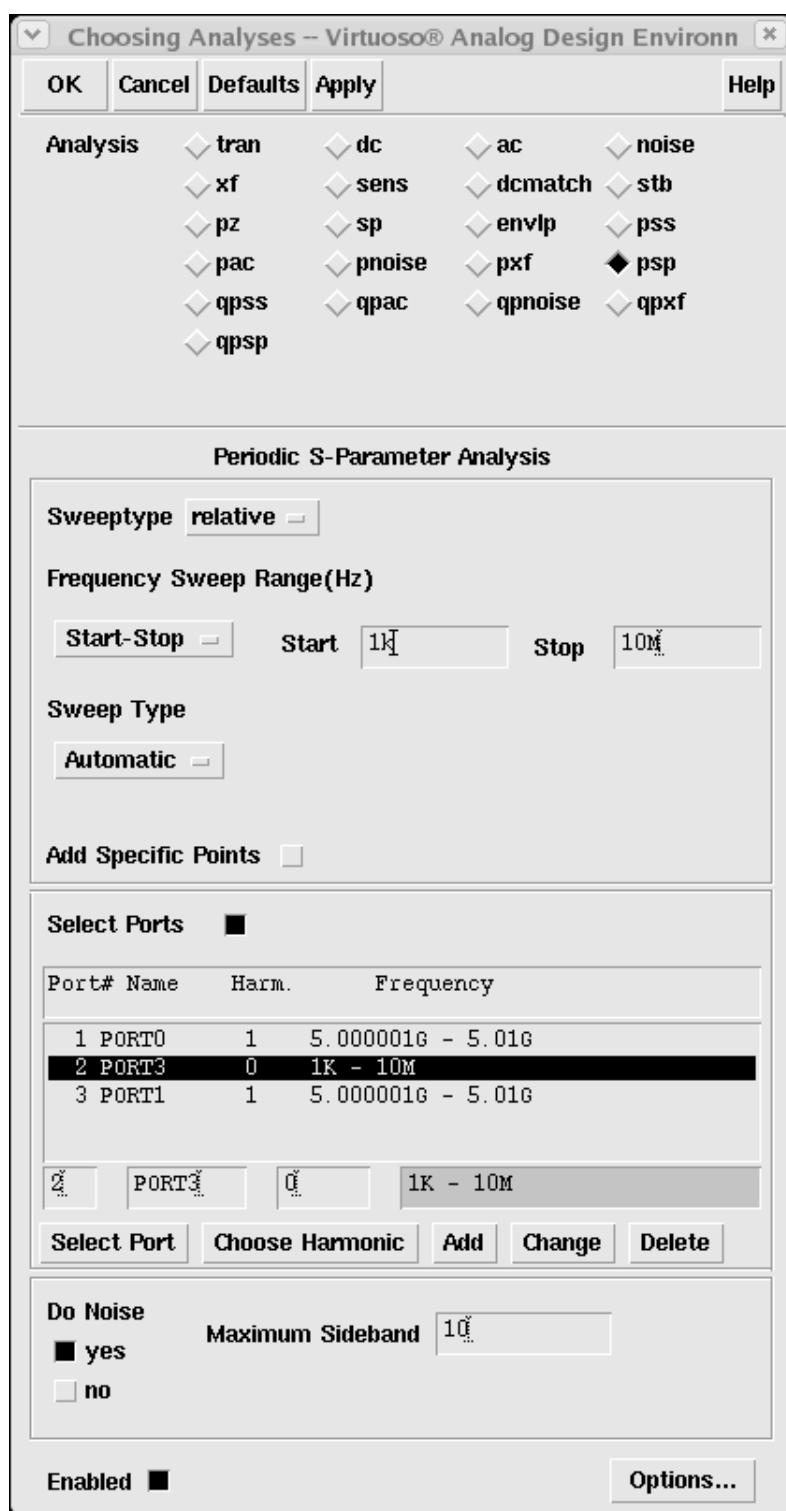 Choosing Analyses -- Virtuoso® Analog Design Environn
OK Cancel Defaults Apply Help
Analysis tran dc ac noise
xf sens dcmatch stb
pz sp envlp pss
pac pnoise pxf psp
qpss qpac qpnoise qpxf
qpsp
Periodic S-Parameter Analysis
Sweeptype relative
Frequency Sweep Range(Hz)
Start-Stop Start 1K Stop 10M
Sweep Type
Automatic
Add Specific Points
Select Ports
Port# Name Harm. Frequency
1 PORT0 1 5.000001G - 5.01G
2 PORT3 0 1K - 10M
3 PORT1 1 5.000001G - 5.01G
2 PORT3 0 1K - 10M
Select Port Choose Harmonic Add Change Delete
Do Noise
yes Maximum Sideband 10
no
Enabled Options...